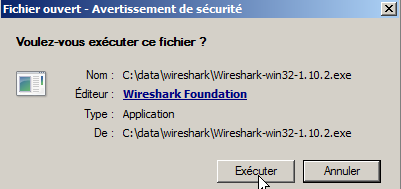 Fichier ouvert - Avertissement de sécurité
Voulez-vous exécuter ce fichier ?
Nom : C:\data\wireshark\Wireshark-win32-1.10.2.exe
Éditeur : Wireshark Foundation
Type : Application
De : C:\data\wireshark\Wireshark-win32-1.10.2.exe
Exécuter Annuler